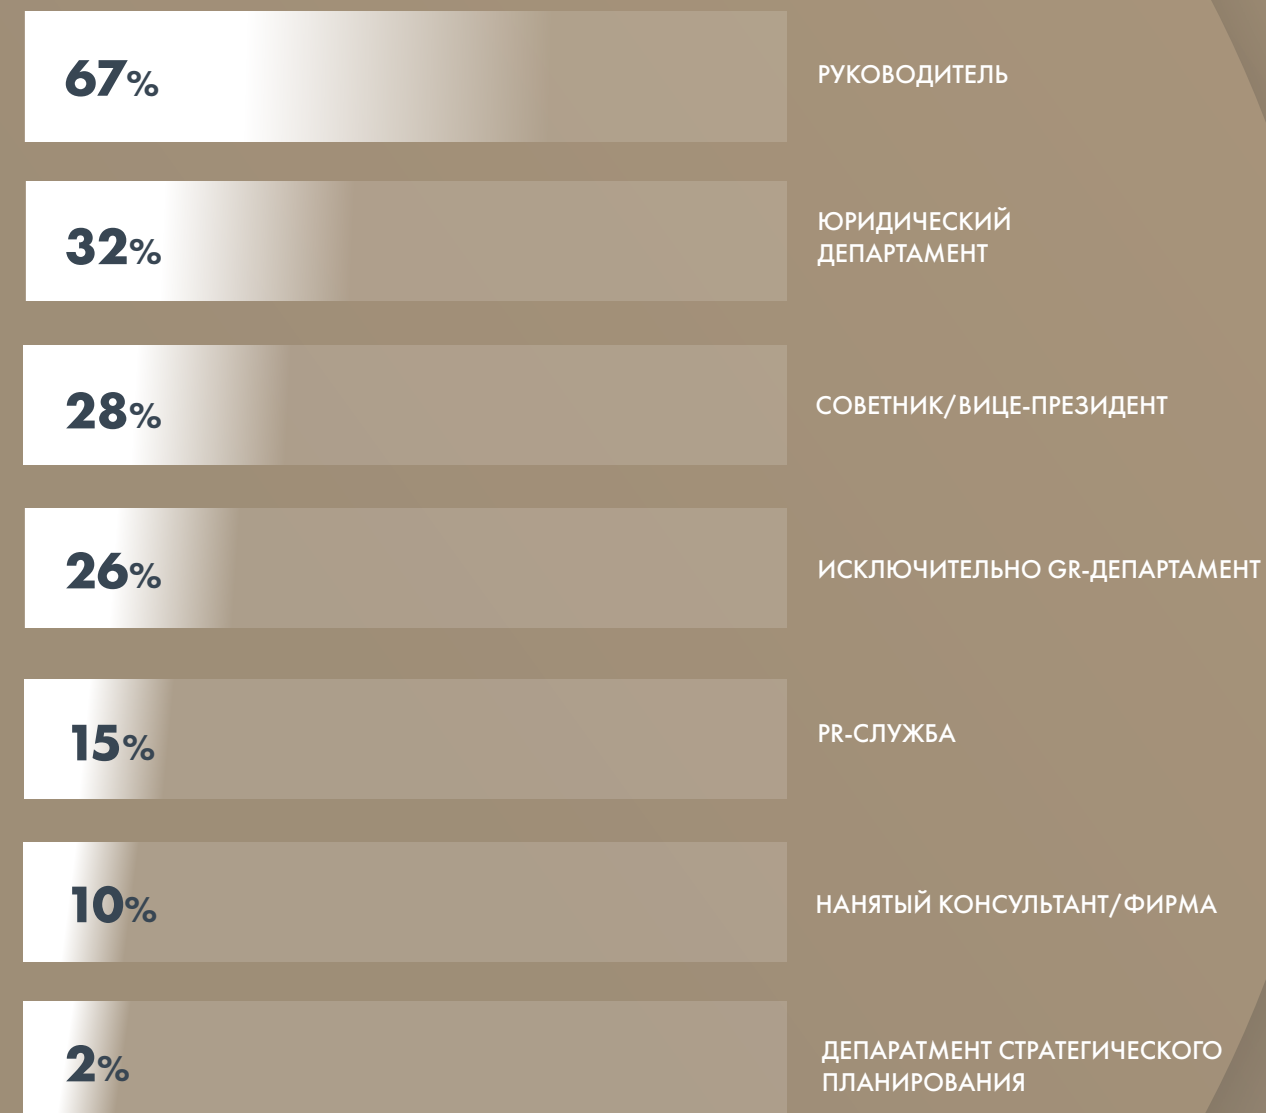 67%
РУКОВОДИТЕЛЬ
32%
ЮРИДИЧЕСКИЙ
ДЕПАРТАМЕНТ
28%
СОВЕТНИК/ВИЦЕ-ПРЕЗИДЕНТ
26%
ИСКЛЮЧИТЕЛЬНО GR-ДЕПАРТАМЕНТ
15%
PR-СЛУЖБА
10%
НАНЯТЫЙ КОНСУЛЬТАНТ/ФИРМА
2%
ДЕПАРАТМЕНТ СТРАТЕГИЧЕСКОГО
ПЛАНИРОВАНИЯ